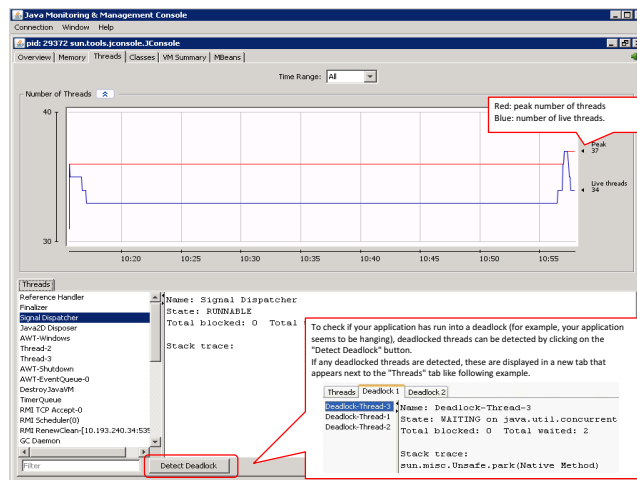 Java Monitoring & Management Console
Connection Window Help
pid: 29372 sun.tools.jconsole.JConsole
Overview Memory Threads Classes VM Summary MBeans
Time Range: All
Number of Threads
Red: peak number of threads
Blue: number of live threads.
40
30
Peak
37
Live threads
34
10:20 10:25 10:30 10:35 10:40 10:45 10:50 10:55
Threads
Reference Handler
Finalizer
Signal Dispatcher
Java2D Disposer
AWT-Windows
Thread-2
Thread-3
AWT-Shutdown
AWT-EventQueue-0
DestroyJavaVM
TimerQueue
RMI TCP Accept-0
RMI Scheduler(0)
RMI RenewClean-[10.193.240.34:535
GC Daemon
Filter
Detect Deadlock
Name: Signal Dispatcher
State: RUNNABLE
Total blocked: 0 Total
Stack trace:
To check if your application has run into a deadlock (for example, your application
seems to be hanging), deadlocked threads can be detected by clicking on the
"Detect Deadlock" button.
If any deadlocked threads are detected, these are displayed in a new tab that
appears next to the "Threads" tab like following example.
Threads Deadlock 1 Deadlock 2
Deadlock-Thread-3
Deadlock-Thread-1
Deadlock-Thread-2
Name: Deadlock-Thread-3
State: WAITING on java.util.concurrent
Total blocked: 0 Total waited: 2
Stack trace:
sun.misc.Unsafe.park(Native Method)